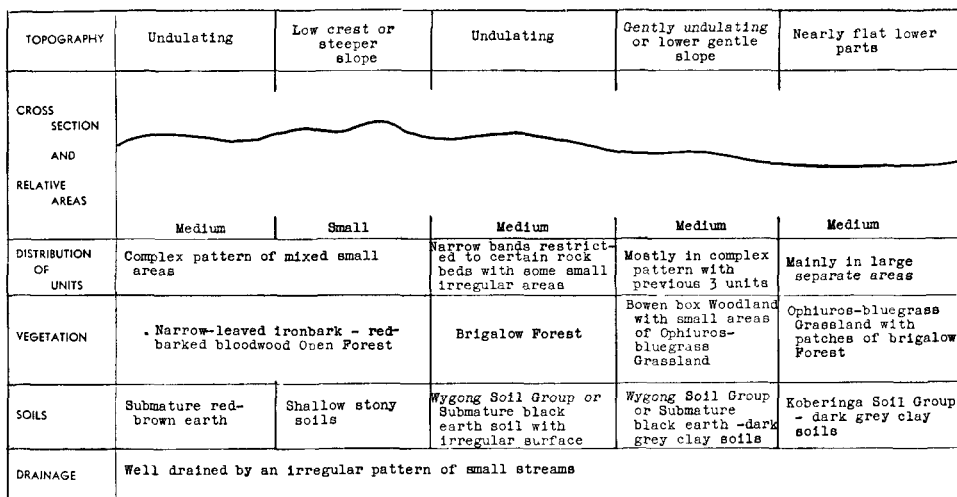 TOPOGRAPHY
Undulating
Low crest or
steeper
slope
Undulating
Gently undulating
or lower gentle
slope
Nearly flat lower
parts
CROSS
SECTION
AND
RELATIVE
AREAS
Medium
Small
Medium
Medium
Medium
DISTRIBUTION
OF
UNITS
Complex pattern of mixed small
areas
Narrow bands restrict-
ed to certain rock
beds with some small
irregular areas
Mostly in complex
pattern with
previous 3 units
Mainly in large
separate areas
VEGETATION
. Narrow-leaved ironbark - red-
barked bloodwood Open Forest
Brigalow Forest
Bowen box Woodland
with small areas
of Ophiuros-
bluegrass
Grassland
Ophiuros-bluegrass
Grassland with
patches of brigalow
Forest
SOILS
Submature red-
brown earth
Shallow stony
soils
Wygong Soil Group or
Submature black
earth soil with
irregular surface
Wygong Soil Group
or Submature
black earth -dark
grey clay soils
Koberinga Soil Group
- dark grey clay
soils
DRAINAGE
Well drained by an irregular pattern of small streams